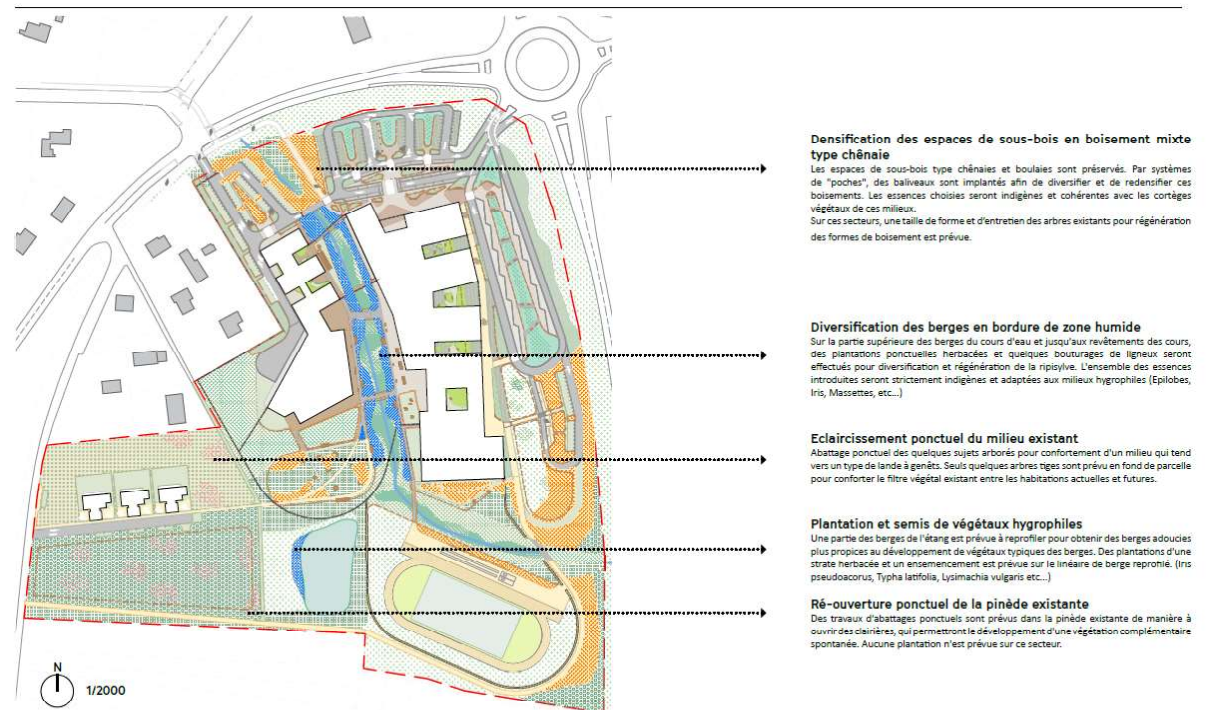 Densification des espaces de sous-bois en boisement mixte
type chênaie
Les espaces de sous-bois type chênaies et boulaies sont préservés. Par systèmes
de "poches", des baliveaux sont implantés afin de diversifier et de redensifier ces
boisements. Les essences choisies seront indigènes et cohérentes avec les cortèges
végétaux de ces milieux.
Sur ces secteurs, une taille de forme et d'entretien des arbres existants pour régénération
des formes de boisement est prévue.
Diversification des berges en bordure de zone humide
Sur la partie supérieure des berges du cours d'eau et jusqu'aux revêtements des cours,
des plantations ponctuelles herbacées et quelques bouturages de ligneux seront
effectués pour diversification et régénération de la ripisylve. L'ensemble des essences
introduites seront strictement indigènes et adaptées aux milieux hygrophiles (Epilobes,
Iris, Massettes, etc...)
Eclaircissement ponctuel du milieu existant
Abattage ponctuel des quelques sujets arborés pour confortement d'un milieu qui tend
vers un type de lande à genêts. Seuls quelques arbres tiges sont prévu en fond de parcelle
pour conforter le filtre végétal existant entre les habitations actuelles et futures.
Plantation et semis de végétaux hygrophiles
Une partie des berges de l'étang est prévue à reprofiler pour obtenir des berges adoucies
plus propices au développement de végétaux typiques des berges. Des plantations d'une
strate herbacée et un ensemencement est prévue sur le linéaire de berge reprofilé. (Iris
pseudoacorus, Typha latifolia, Lysimachia vulgaris etc...)
Ré-ouverture ponctuel de la pinède existante
Des travaux d'abattages ponctuels sont prévus dans la pinède existante de manière à
ouvrir des clairières, qui permettront le développement d'une végétation complémentaire
spontanée. Aucune plantation n'est prévue sur ce secteur.
N
1/2000